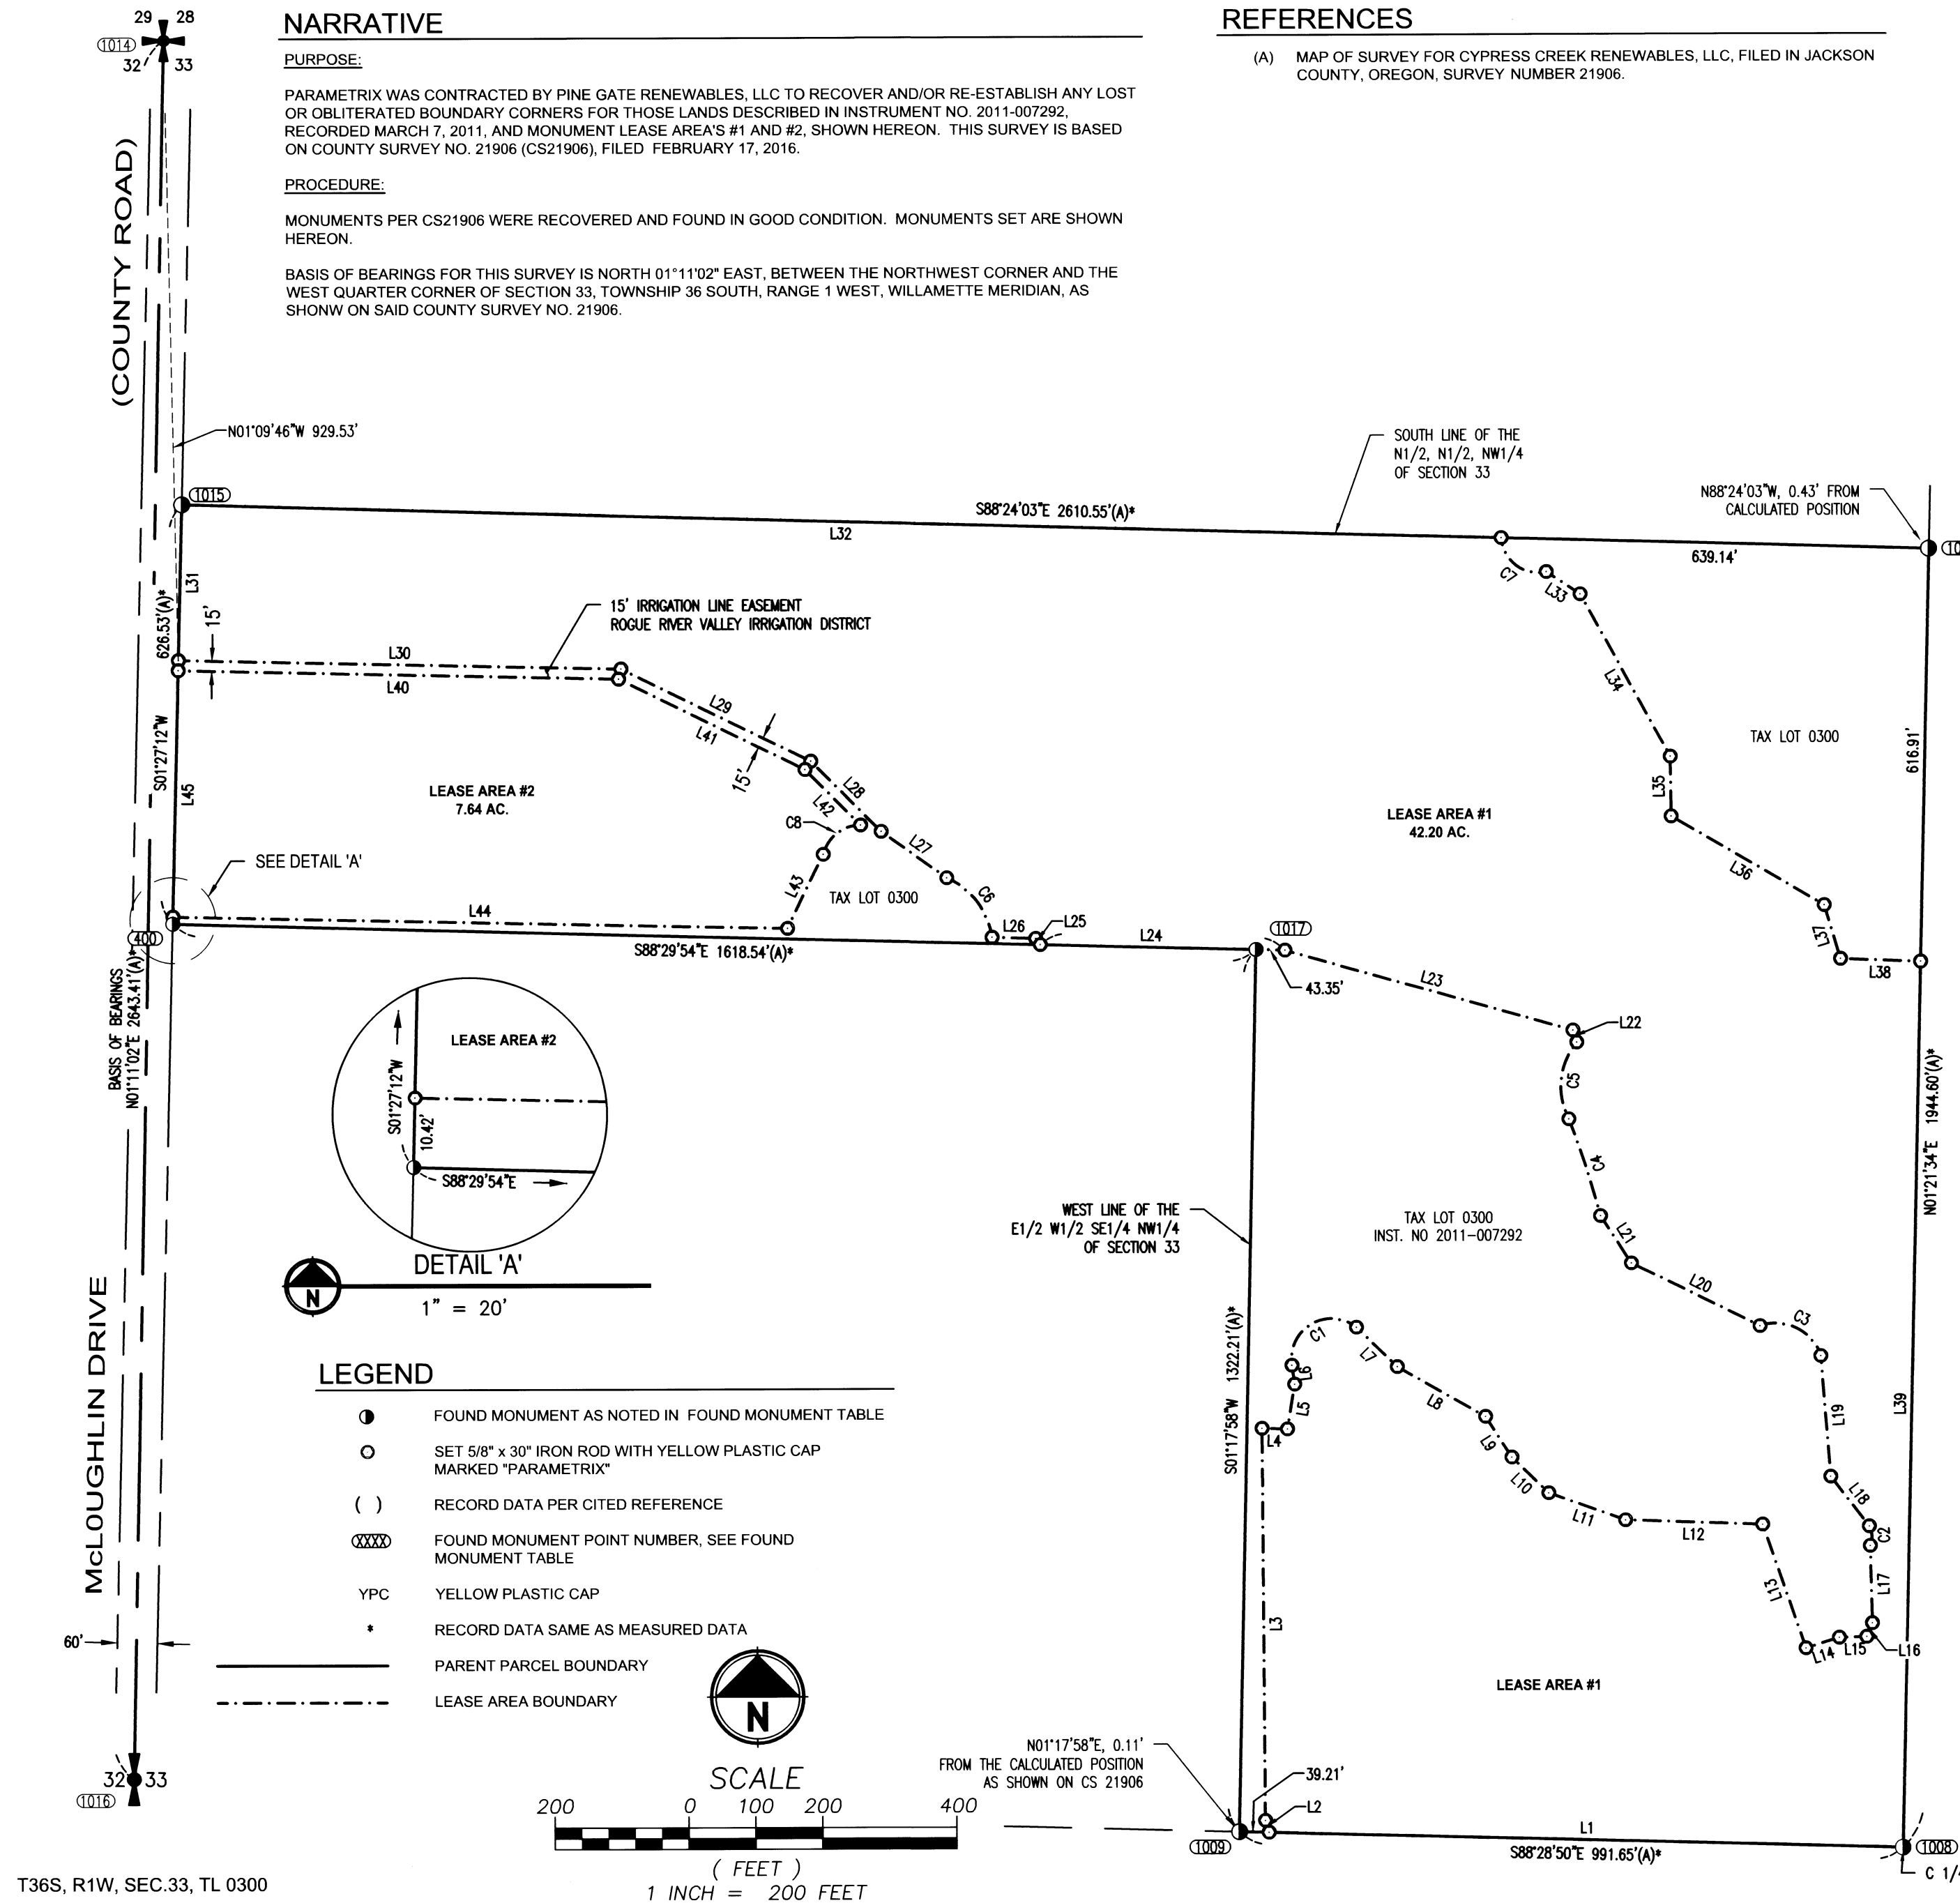 NARRATIVE
PURPOSE:
PARAMETRIX WAS CONTRACTED BY PINE GATE RENEWABLES, LLC TO RECOVER AND/OR RE-ESTABLISH ANY LOST
OR OBLITERATED BOUNDARY CORNERS FOR THOSE LANDS DESCRIBED IN INSTRUMENT NO. 2011-007292,
RECORDED MARCH 7, 2011, AND MONUMENT LEASE AREA'S #1 AND #2, SHOWN HEREON. THIS SURVEY IS BASED
ON COUNTY SURVEY NO. 21906 (CS21906), FILED FEBRUARY 17, 2016.
PROCEDURE:
MONUMENTS PER CS21906 WERE RECOVERED AND FOUND IN GOOD CONDITION. MONUMENTS SET ARE SHOWN
HEREON.
BASIS OF BEARINGS FOR THIS SURVEY IS NORTH 01°11'02" EAST, BETWEEN THE NORTHWEST CORNER AND THE
WEST QUARTER CORNER OF SECTION 33, TOWNSHIP 36 SOUTH, RANGE 1 WEST, WILLAMETTE MERIDIAN, AS
SHONW ON SAID COUNTY SURVEY NO. 21906.
REFERENCES
(A) MAP OF SURVEY FOR CYPRESS CREEK RENEWABLES, LLC, FILED IN JACKSON
COUNTY, OREGON, SURVEY NUMBER 21906.
29 28
1014
32 33
(COUNTY ROAD)
N01°09'46"W 929.53'
1015
S88°24'03"E 2610.55'(A)*
L32
SOUTH LINE OF THE
N1/2, N1/2, NW1/4
OF SECTION 33
N88°24'03"W, 0.43' FROM
CALCULATED POSITION
10
639.14'
C7
L33
L34
L35
L36
L37
L38
TAX LOT 0300
616.91'
L31
626.53'(A)*
15'
15' IRRIGATION LINE EASEMENT
ROGUE RIVER VALLEY IRRIGATION DISTRICT
L30
L40
L29
L41
15'
L28
L42
C8
L27
L43
C6
S01°27'12"W
L45
LEASE AREA #2
7.64 AC.
LEASE AREA #1
42.20 AC.
TAX LOT 0300
SEE DETAIL 'A'
400
L44
L26
L25
L24
1017
43.35'
S88°29'54"E 1618.54'(A)*
L23
L22
C5
C4
L21
L20
C3
L19
L18
C2
L17
L16
BASIS OF BEARINGS
N01°11'02"E 2643.41'(A)*
LEASE AREA #2
S01°27'12"W
10.42'
S88°29'54"E
DETAIL 'A'
N
1" = 20'
WEST LINE OF THE
E1/2 W1/2 SE1/4 NW1/4
OF SECTION 33
TAX LOT 0300
INST. NO 2011-007292
N01°21'34"E 1944.60'(A)*
L39
S01°17'58"W 1322.21'(A)*
C1
L6
L5
L4
L7
L8
L9
L10
L11
L12
L13
L14
L15
L3
LEASE AREA #1
LEGEND
FOUND MONUMENT AS NOTED IN FOUND MONUMENT TABLE
SET 5/8" x 30" IRON ROD WITH YELLOW PLASTIC CAP
MARKED "PARAMETRIX"
( ) RECORD DATA PER CITED REFERENCE
XXXX FOUND MONUMENT POINT NUMBER, SEE FOUND
MONUMENT TABLE
YPC YELLOW PLASTIC CAP
* RECORD DATA SAME AS MEASURED DATA
PARENT PARCEL BOUNDARY
LEASE AREA BOUNDARY
McLOUGHLIN DRIVE
60'
32 33
1016
N
SCALE
200 0 100 200 400
( FEET )
1 INCH = 200 FEET
N01°17'58"E, 0.11'
FROM THE CALCULATED POSITION
AS SHOWN ON CS 21906
39.21'
L2
1009
L1
S88°28'50"E 991.65'(A)*
1008
C 1/4
T36S, R1W, SEC.33, TL 0300